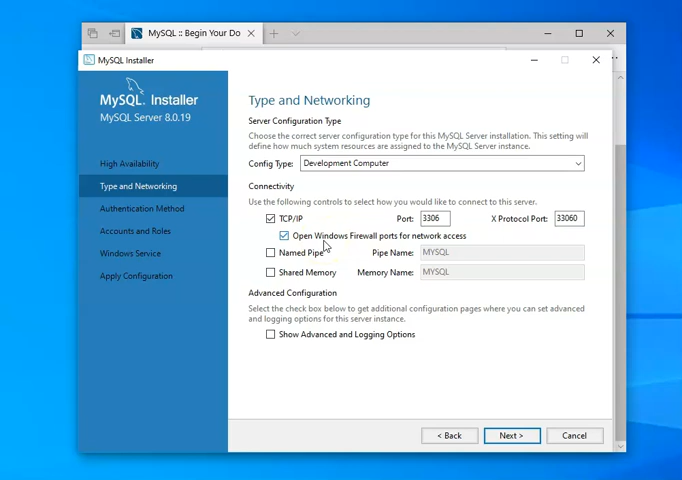 MySQL :: Begin Your Do
MySQL Installer
MySQL. Installer
MySQL Server 8.0.19
High Availability
Type and Networking
Authentication Method
Accounts and Roles
Windows Service
Apply Configuration
Type and Networking
Server Configuration Type
Choose the correct server configuration type for this MySQL Server installation. This setting will
define how much system resources are assigned to the MySQL Server instance.
Config Type: Development Computer
Connectivity
Use the following controls to select how you would like to connect to this server.
TCP/IP Port: 3306 X Protocol Port: 33060
Open Windows Firewall ports for network access
Named Pipe Pipe Name: MYSQL
Shared Memory Memory Name: MYSQL
Advanced Configuration
Select the check box below to get additional configuration pages where you can set advanced
and logging options for this server instance.
Show Advanced and Logging Options
< Back Next > Cancel